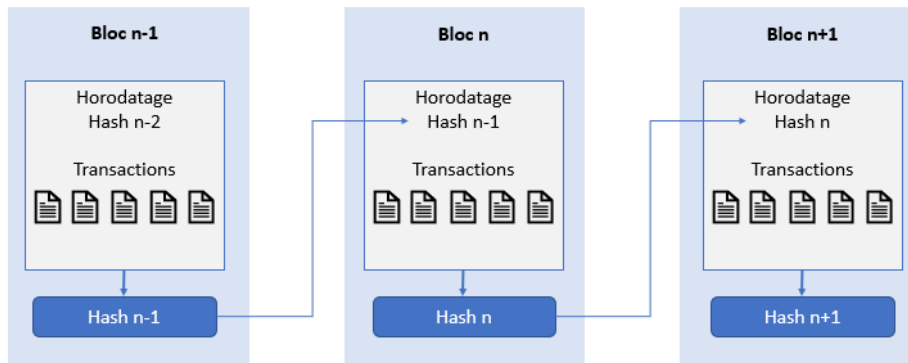 Bloc n-1
Horodatage
Hash n-2
Transactions
Hash n-1
Bloc n
Horodatage
Hash n-1
Transactions
Hash n
Bloc n+1
Horodatage
Hash n
Transactions
Hash n+1